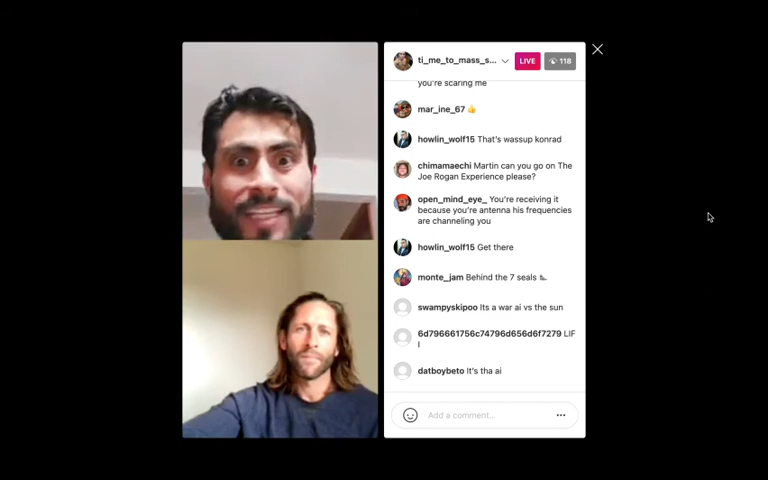 ti_me_to_mass_s...
LIVE
118
you're scaring me
mar_ine_67
howlin_wolf15 That's wassup konrad
chimamaechi Martin can you go on The
Joe Rogan Experience please?
open_mind_eye_ You're receiving it
because you're antenna his frequencies
are channeling you
howlin_wolf15 Get there
monte_jam Behind the 7 seals
swampyskipoo Its a war ai vs the sun
6d796661756c74796d656d6f7279 LIF
I
datboybeto It's tha ai
Add a comment...